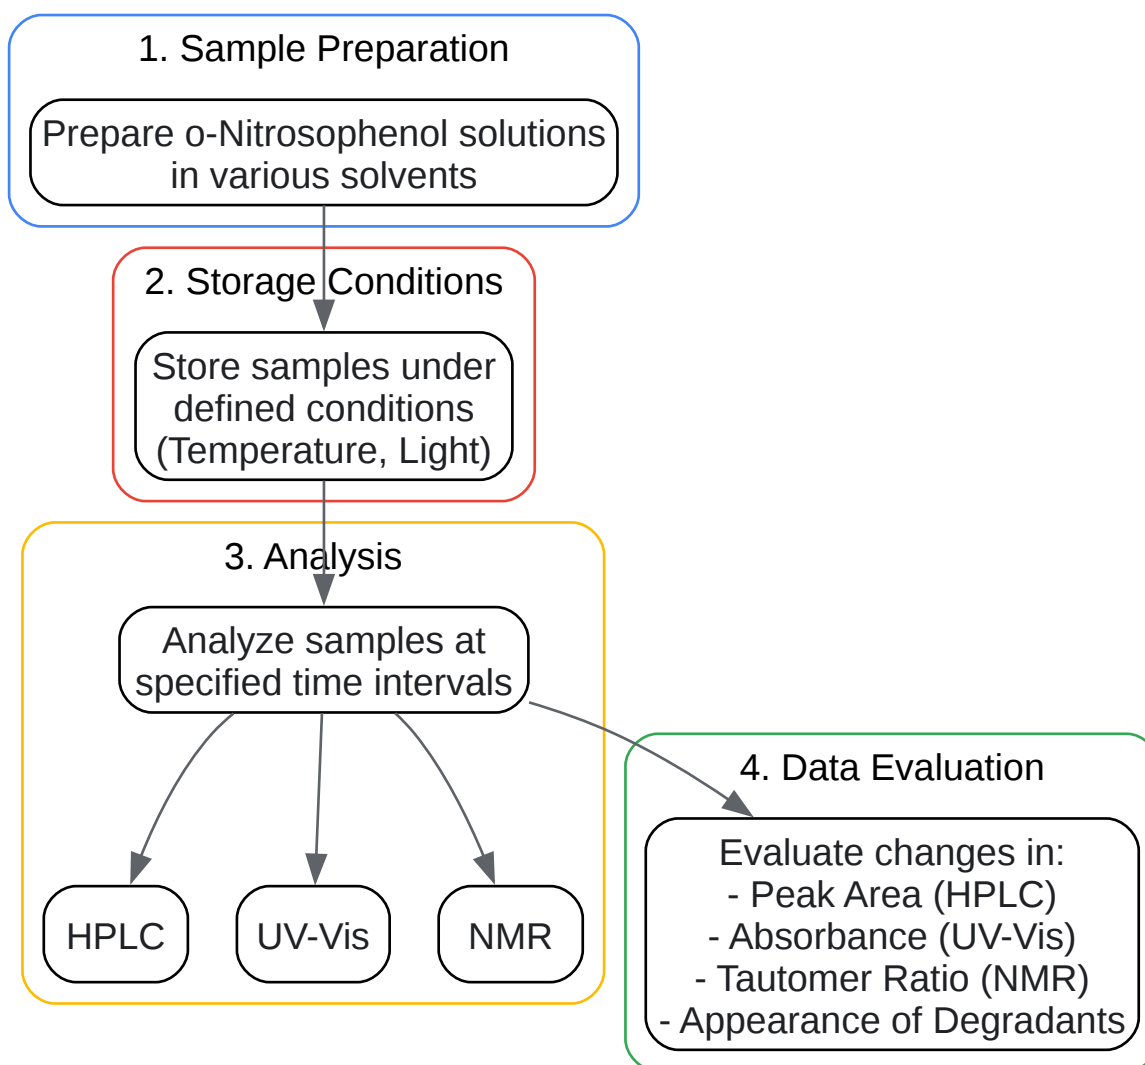 1. Sample Preparation
Prepare o-Nitrosophenol solutions
in various solvents
2. Storage Conditions
Store samples under
defined conditions
(Temperature, Light)
3. Analysis
Analyze samples at
specified time intervals
HPLC
UV-Vis
NMR
4. Data Evaluation
Evaluate changes in:
- Peak Area (HPLC)
- Absorbance (UV-Vis)
- Tautomer Ratio (NMR)
- Appearance of Degradants